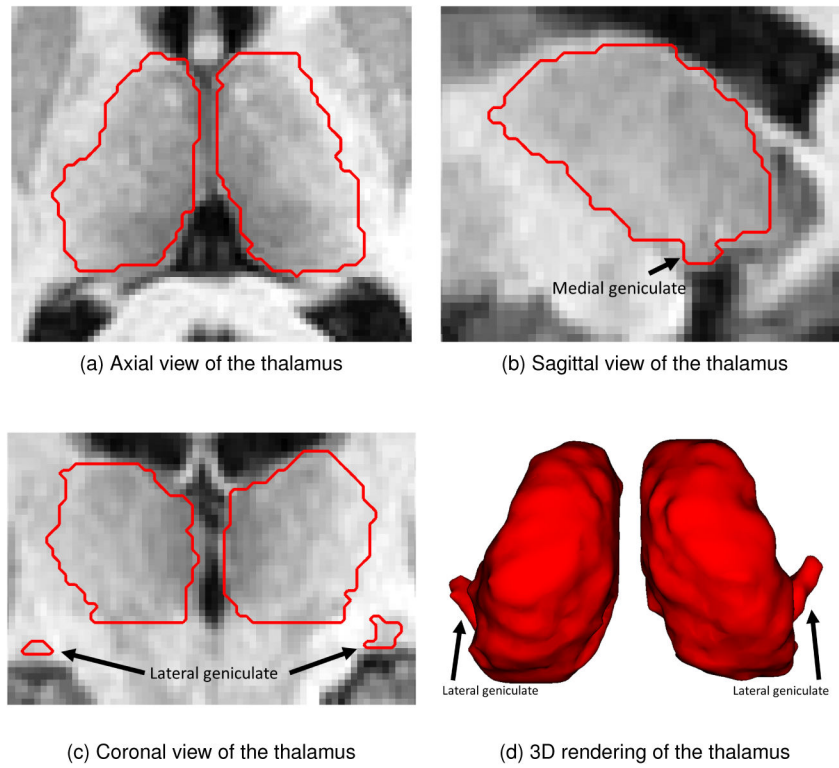 Medial geniculate
(a) Axial view of the thalamus
(b) Sagittal view of the thalamus
Lateral geniculate
Lateral geniculate
Lateral geniculate
(c) Coronal view of the thalamus
(d) 3D rendering of the thalamus